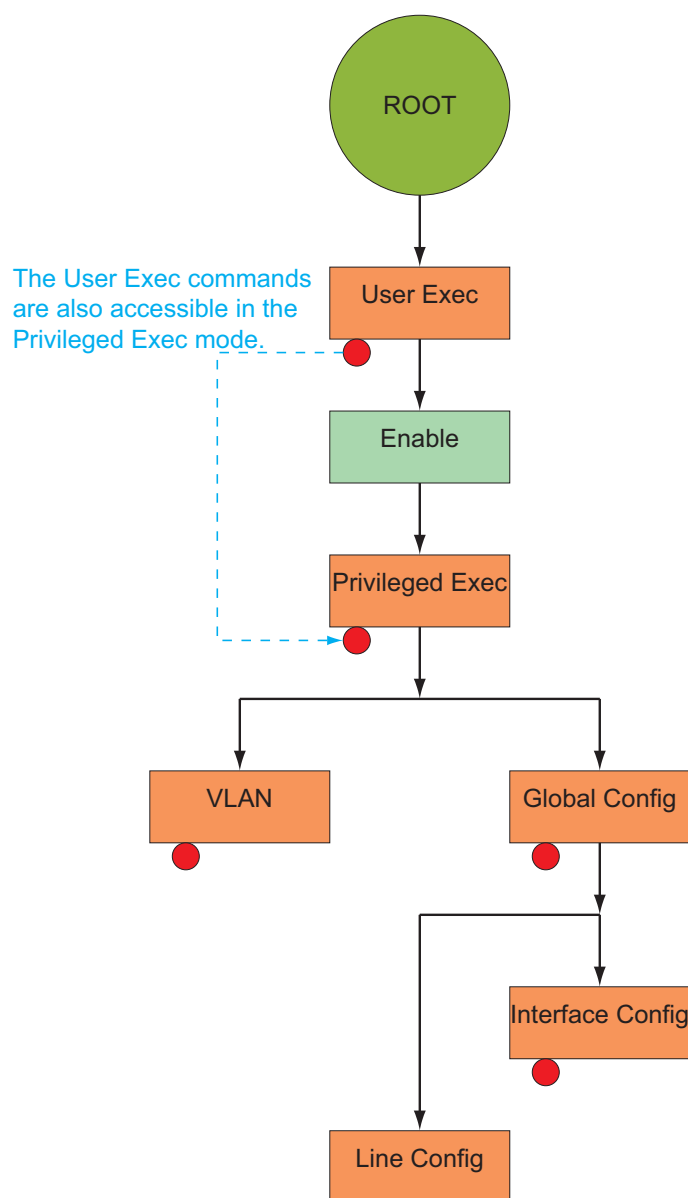 ROOT
The User Exec commands
are also accessible in the
Privileged Exec mode.
User Exec
Enable
Privileged Exec
VLAN
Global Config
Interface Config
Line Config